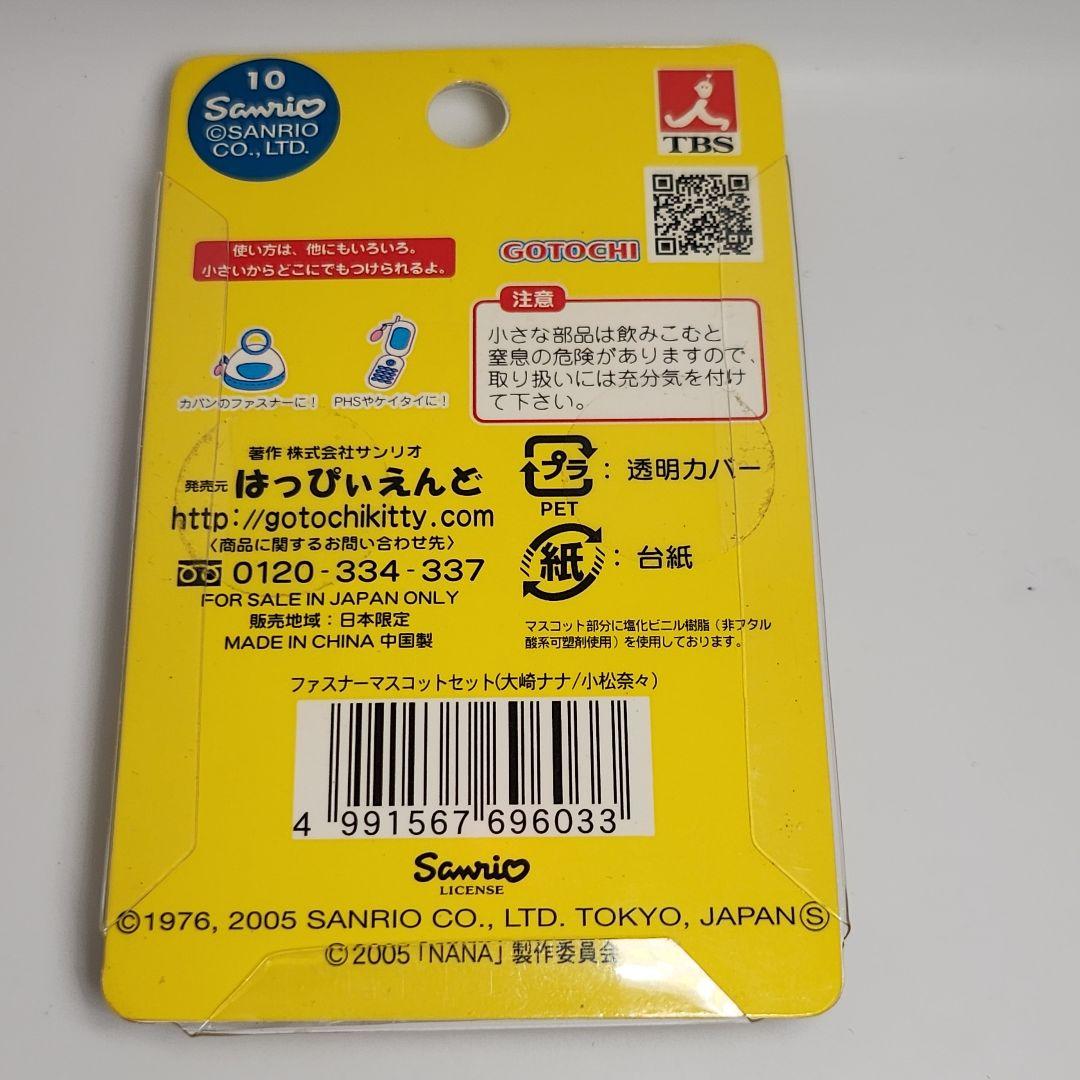 10
Sanrio
©SANRIO
CO., LTD.
TBS
使い方は、他にもいろいろ。
小さいからどこにでもつけられるよ。
GOTOCHI
注意
小さな部品は飲みこむと
窒息の危険がありますので、
取り扱いには充分気を付け
て下さい。
カバンのファスナーに!
PHSやケイタイに!
著作 株式会社サンリオ
発売元 はっぴぃえんど
http://gotochikitty.com
〈商品に関するお問い合わせ先〉
0120-334-337
FOR SALE IN JAPAN ONLY
販売地域:日本限定
MADE IN CHINA 中国製
プラ : 透明カバー
PET
紙 : 台紙
マスコット部分に塩化ビニル樹脂(非フタル
酸系可塑剤使用)を使用しております。
ファスナーマスコットセット(大崎ナナ/小松奈々)
4 991567 696033
Sanrio
LICENSE
©1976, 2005 SANRIO CO., LTD. TOKYO, JAPAN Ⓢ
©2005「NANA」製作委員会